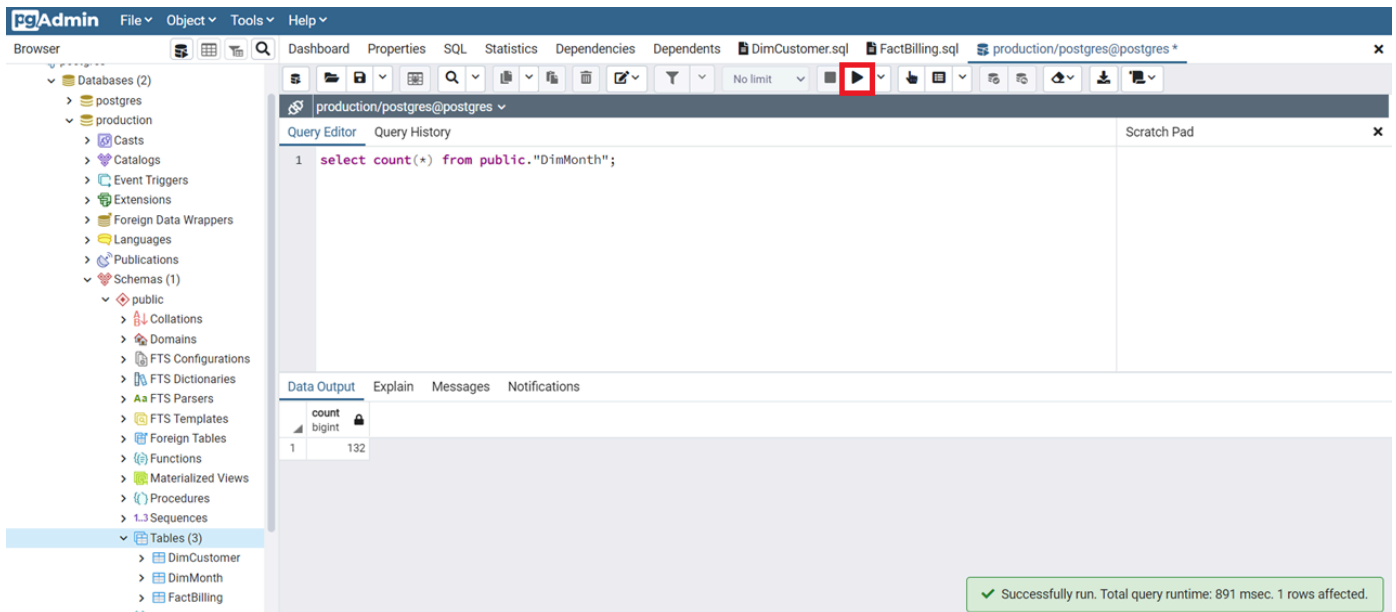 pgAdmin File Object Tools Help
Browser Dashboard Properties SQL Statistics Dependencies Dependents DimCustomer.sql FactBilling.sql production/postgres@postgres *
Databases (2)
postgres
production
Casts
Catalogs
Event Triggers
Extensions
Foreign Data Wrappers
Languages
Publications
Schemas (1)
public
Collations
Domains
FTS Configurations
FTS Dictionaries
Aa FTS Parsers
FTS Templates
Foreign Tables
Functions
Materialized Views
Procedures
1..3 Sequences
Tables (3)
DimCustomer
DimMonth
FactBilling
No limit
production/postgres@postgres
Query Editor Query History Scratch Pad
1 select count(*) from public."DimMonth";
Data Output Explain Messages Notifications
count
bigint
1 132
Successfully run. Total query runtime: 891 msec. 1 rows affected.